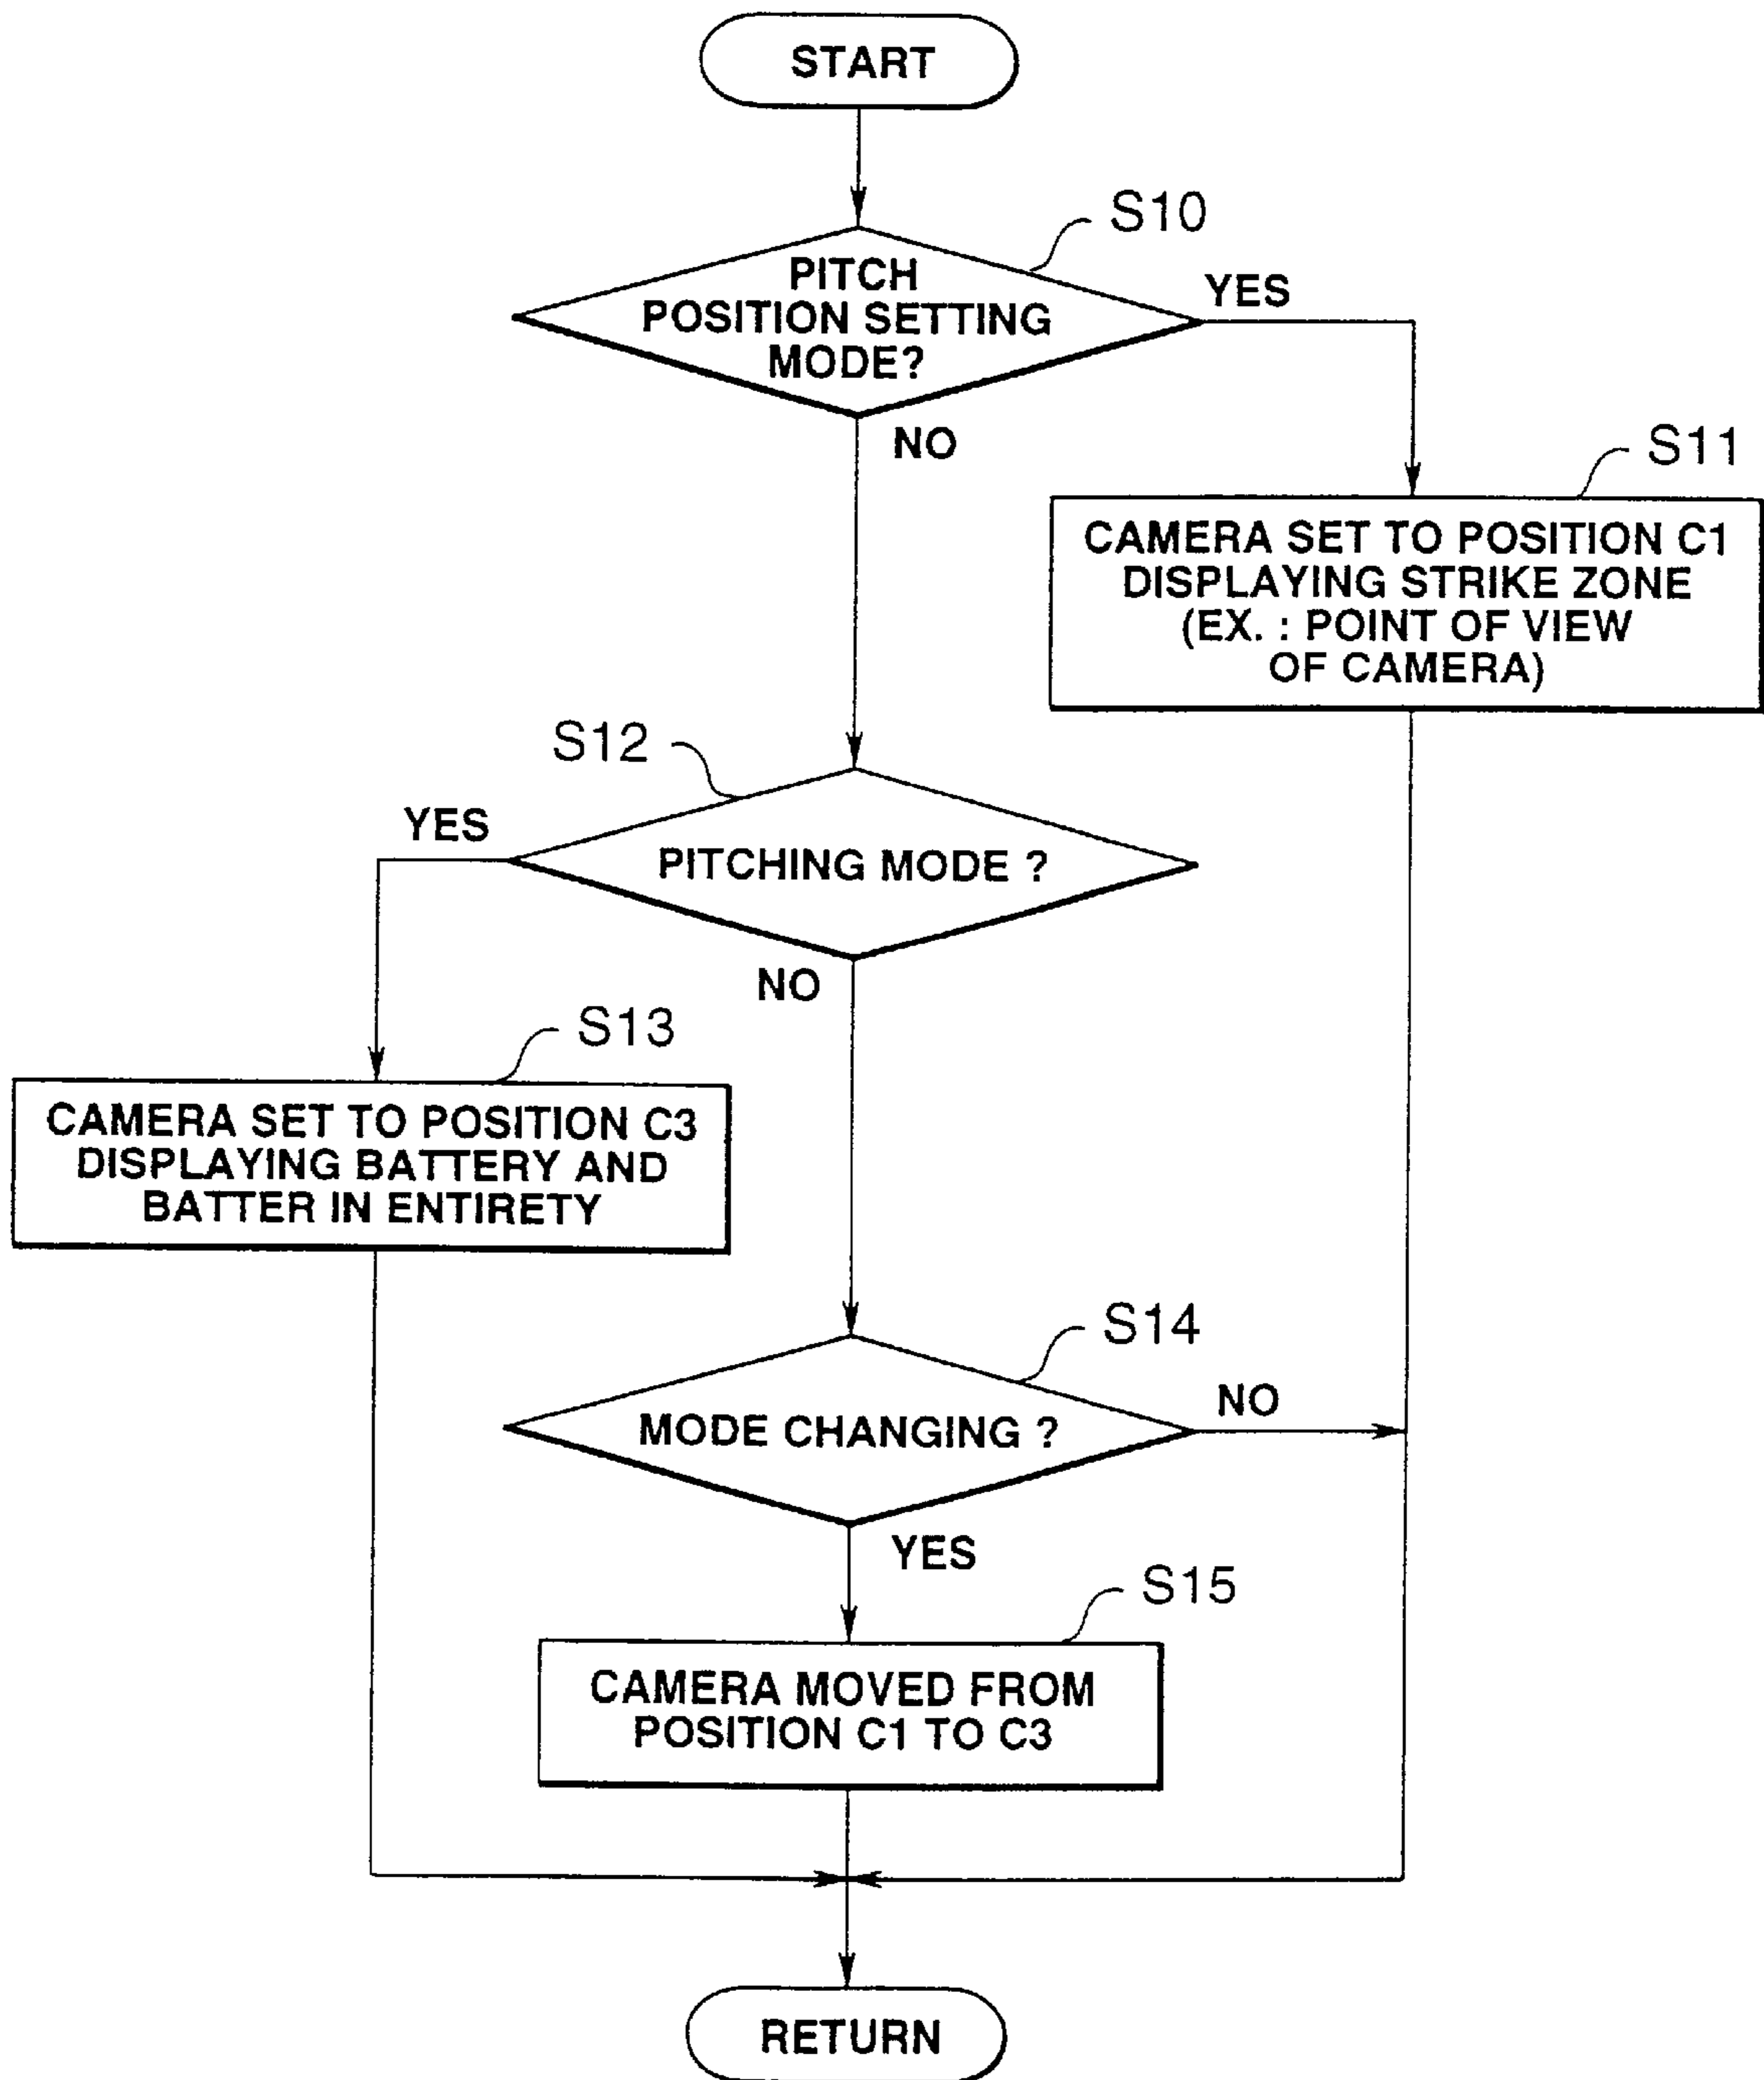 START
S10
PITCH
POSITION SETTING
MODE?
YES
NO
S11
CAMERA SET TO POSITION C1
DISPLAYING STRIKE ZONE
(EX. : POINT OF VIEW
OF CAMERA)
S12
YES
PITCHING MODE ?
NO
S13
CAMERA SET TO POSITION C3
DISPLAYING BATTERY AND
BATTER IN ENTIRETY
S14
NO
MODE CHANGING ?
YES
S15
CAMERA MOVED FROM
POSITION C1 TO C3
RETURN